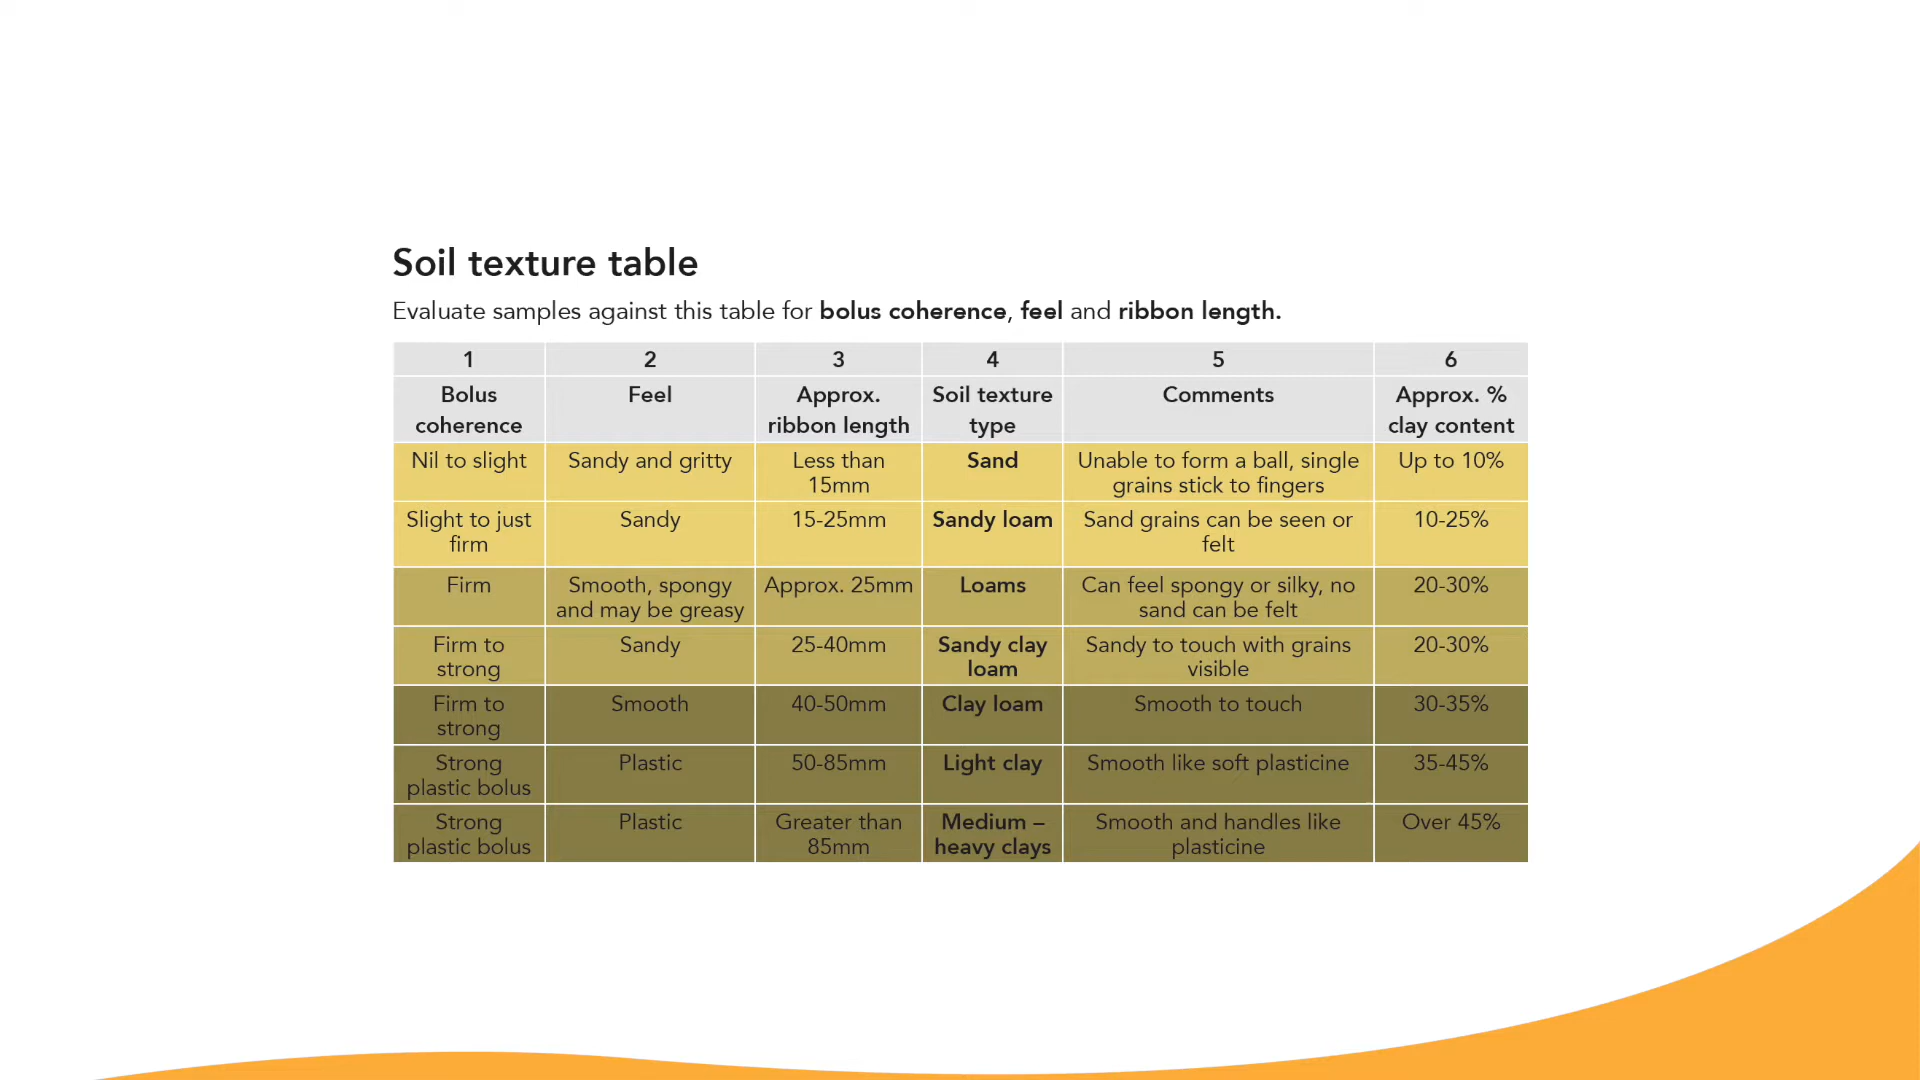 Soil texture table
Evaluate samples against this table for bolus coherence, feel and ribbon length.
1 2 3 4 5 6
Bolus coherence Feel Approx. ribbon length Soil texture type Comments Approx. % clay content
Nil to slight Sandy and gritty Less than 15mm Sand Unable to form a ball, single grains stick to fingers Up to 10%
Slight to just firm Sandy 15-25mm Sandy loam Sand grains can be seen or felt 10-25%
Firm Smooth, spongy and may be greasy Approx. 25mm Loams Can feel spongy or silky, no sand can be felt 20-30%
Firm to strong Sandy 25-40mm Sandy clay loam Sandy to touch with grains visible 20-30%
Firm to strong Smooth 40-50mm Clay loam Smooth to touch 30-35%
Strong plastic bolus Plastic 50-85mm Light clay Smooth like soft plasticine 35-45%
Strong plastic bolus Plastic Greater than 85mm Medium – heavy clays Smooth and handles like plasticine Over 45%